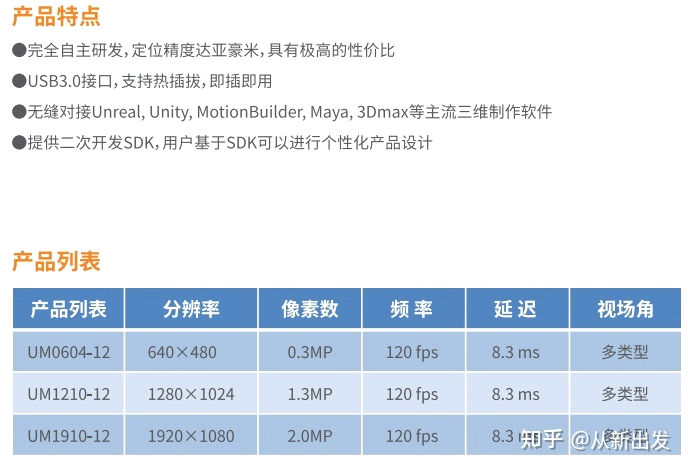 产品特点
●完全自主研发，定位精度达亚毫米，具有极高的性价比
●USB3.0接口，支持热插拔，即插即用
●无缝对接Unreal, Unity, MotionBuilder, Maya, 3Dmax等主流三维制作软件
●提供二次开发SDK，用户基于SDK可以进行个性化产品设计
产品列表
产品列表 分辨率 像素数 频 率 延 迟 视场角
UM0604-12 640×480 0.3MP 120 fps 8.3 ms 多类型
UM1210-12 1280×1024 1.3MP 120 fps 8.3 ms 多类型
UM1910-12 1920×1080 2.0MP 120 fps 8.3 ms 多类型
知乎 @从新出发